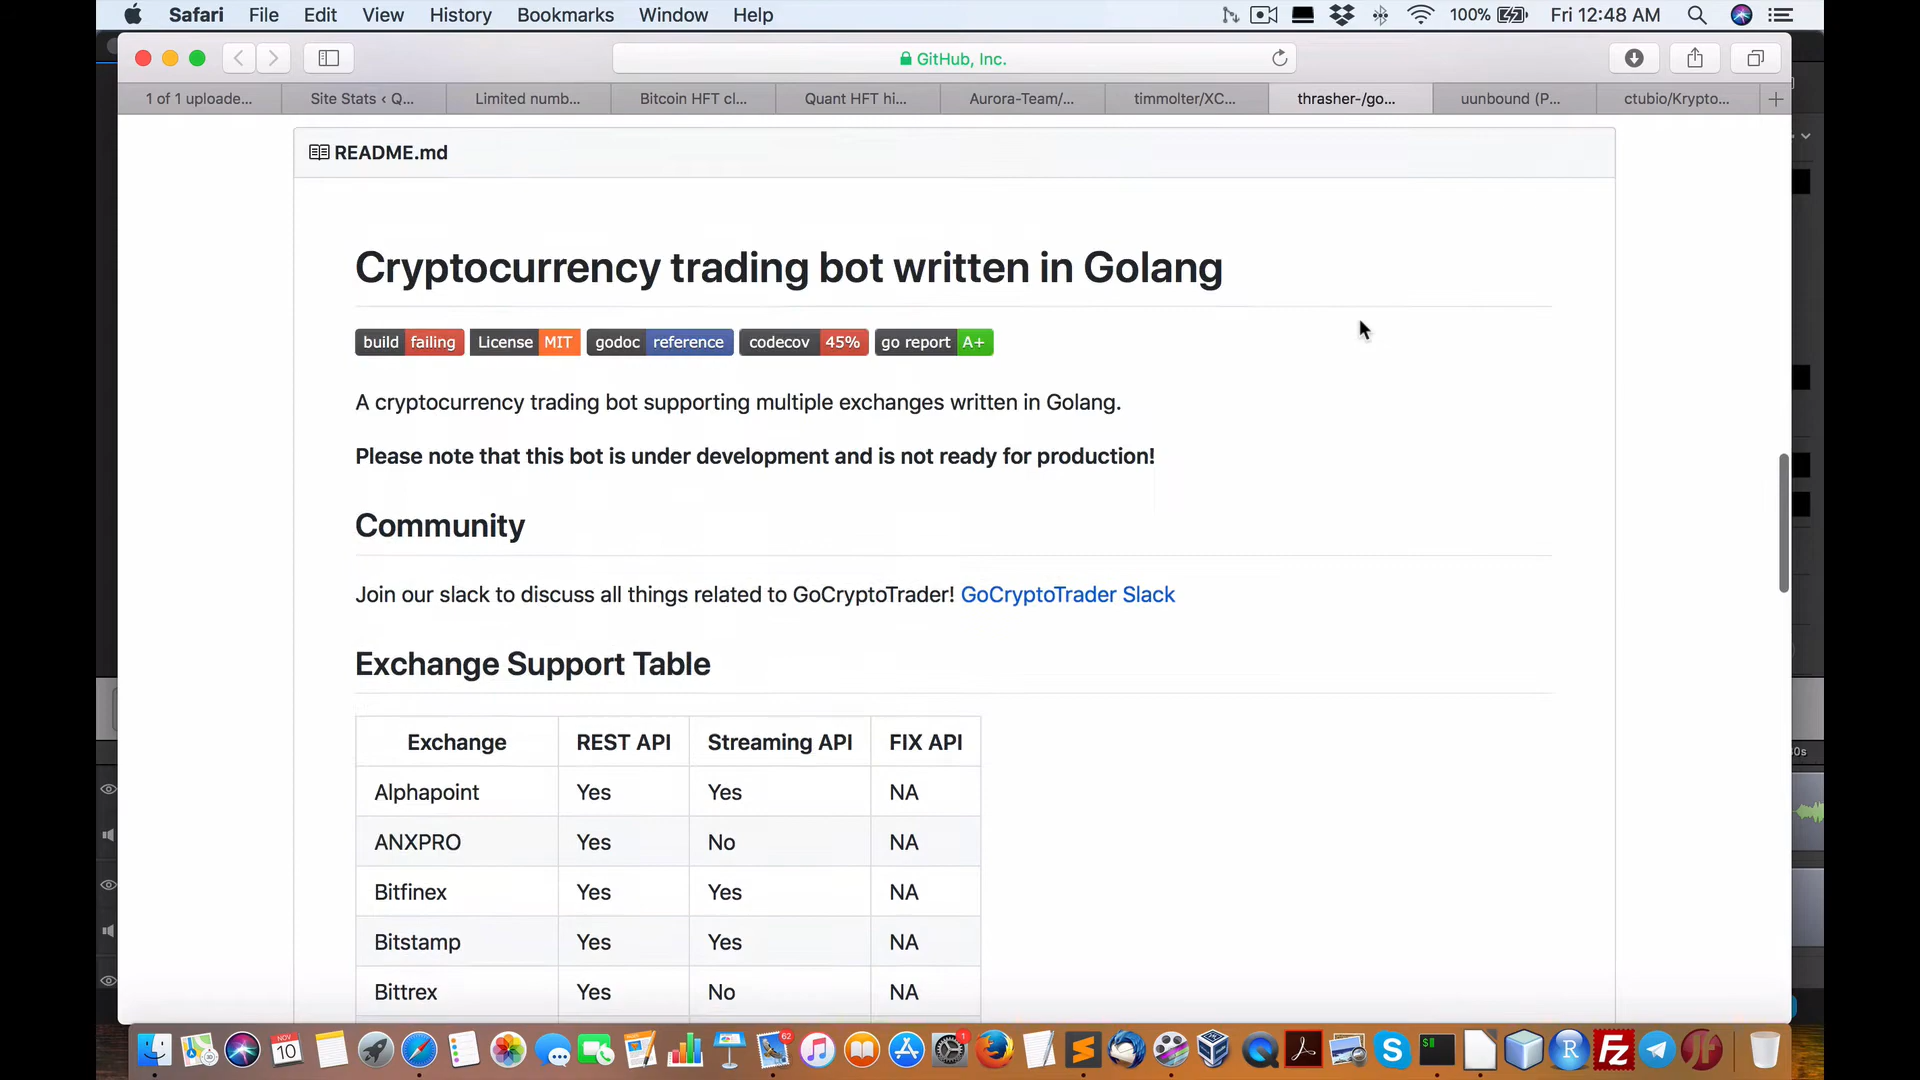 Safari File Edit View History Bookmarks Window Help 100% Fri 12:48 AM
GitHub, Inc.
1 of 1 uploade... Site Stats ‹ Q... Limited numb... Bitcoin HFT cl... Quant HFT hi... Aurora-Team/... timmolter/XC... thrasher-/go... uunbound (P... ctubio/Krypto...
README.md
Cryptocurrency trading bot written in Golang
build failing License MIT godoc reference codecov 45% go report A+
A cryptocurrency trading bot supporting multiple exchanges written in Golang.
Please note that this bot is under development and is not ready for production!
Community
Join our slack to discuss all things related to GoCryptoTrader! GoCryptoTrader Slack
Exchange Support Table
Exchange REST API Streaming API FIX API
Alphapoint Yes Yes NA
ANXPRO Yes No NA
Bitfinex Yes Yes NA
Bitstamp Yes Yes NA
Bittrex Yes No NA
NOV
10
62
1